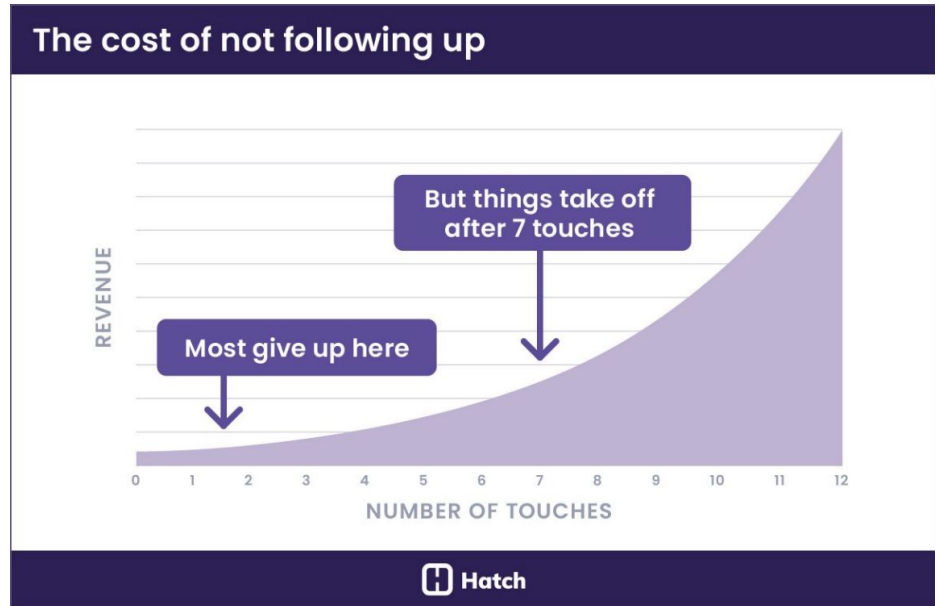 The cost of not following up
But things take off
after 7 touches
REVENUE
Most give up here
0 1 2 3 4 5 6 7 8 9 10 11 12
NUMBER OF TOUCHES
Hatch